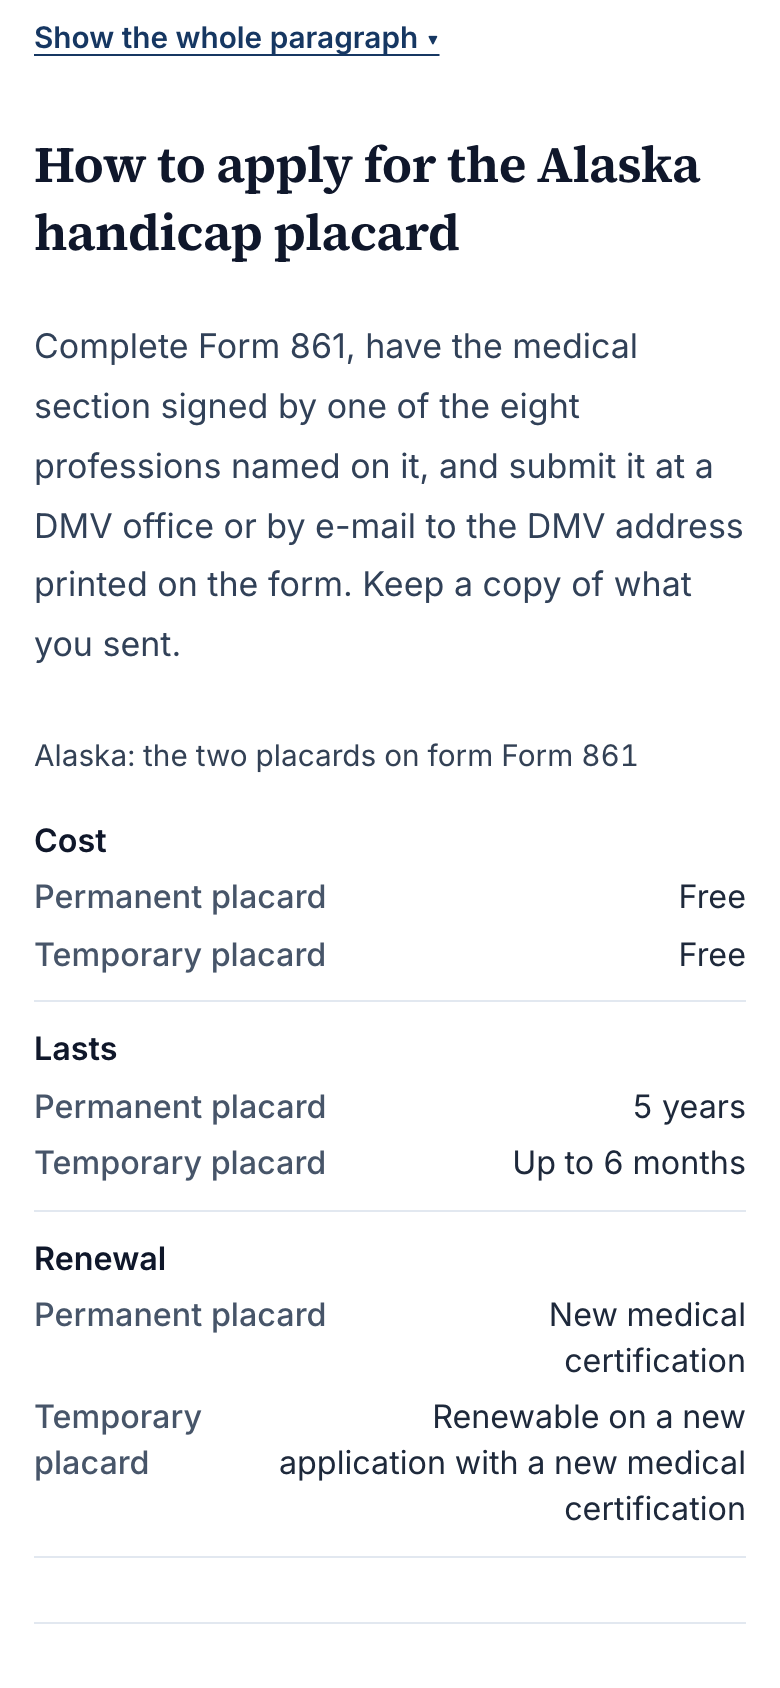 Show the whole paragraph ▾
How to apply for the Alaska
handicap placard
Complete Form 861, have the medical
section signed by one of the eight
professions named on it, and submit it at a
DMV office or by e-mail to the DMV address
printed on the form. Keep a copy of what
you sent.
Alaska: the two placards on form Form 861
Cost
Permanent placard Free
Temporary placard Free
Lasts
Permanent placard 5 years
Temporary placard Up to 6 months
Renewal
Permanent placard New medical
certification
Temporary Renewable on a new
placard application with a new medical
certification